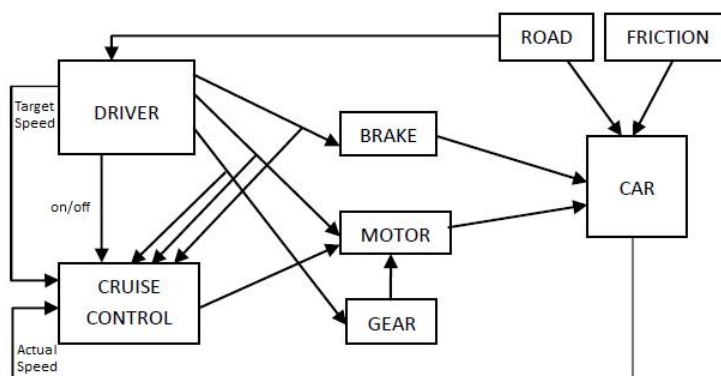 ROAD
FRICTION
Target
Speed
DRIVER
BRAKE
CAR
on/off
MOTOR
CRUISE
CONTROL
GEAR
Actual
Speed